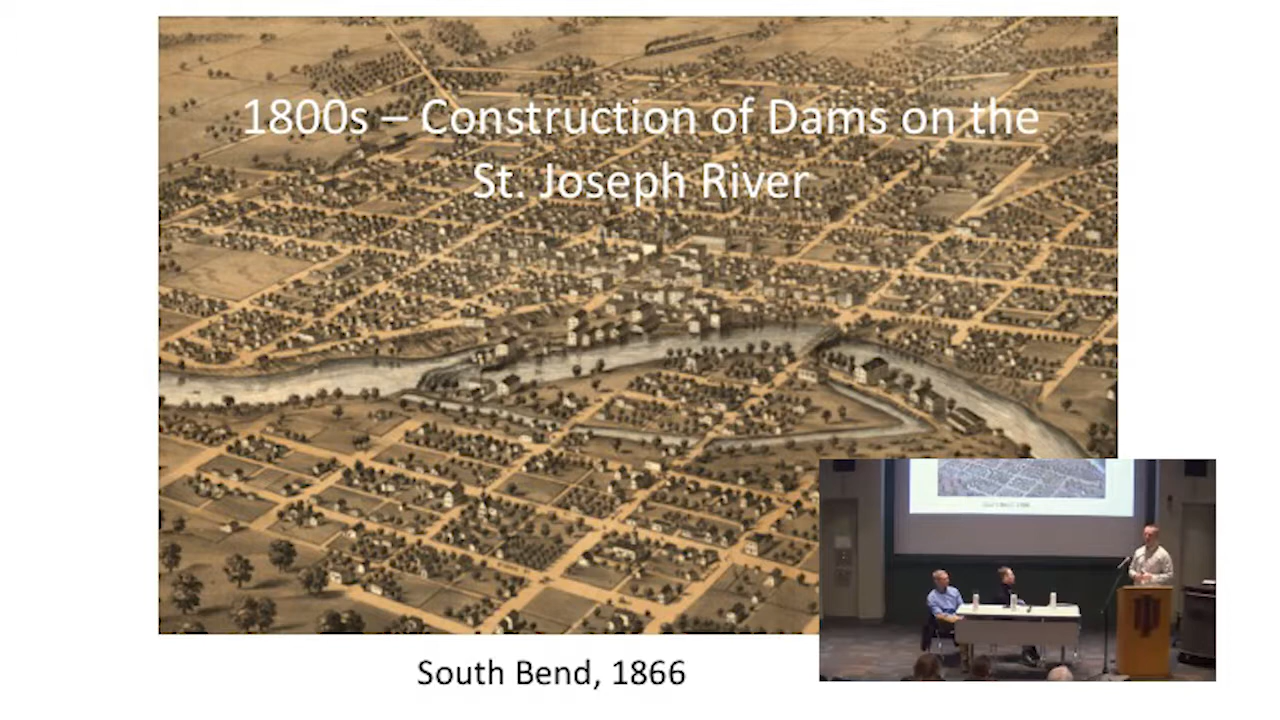 1800s – Construction of Dams on the
St. Joseph River
South Bend, 1866